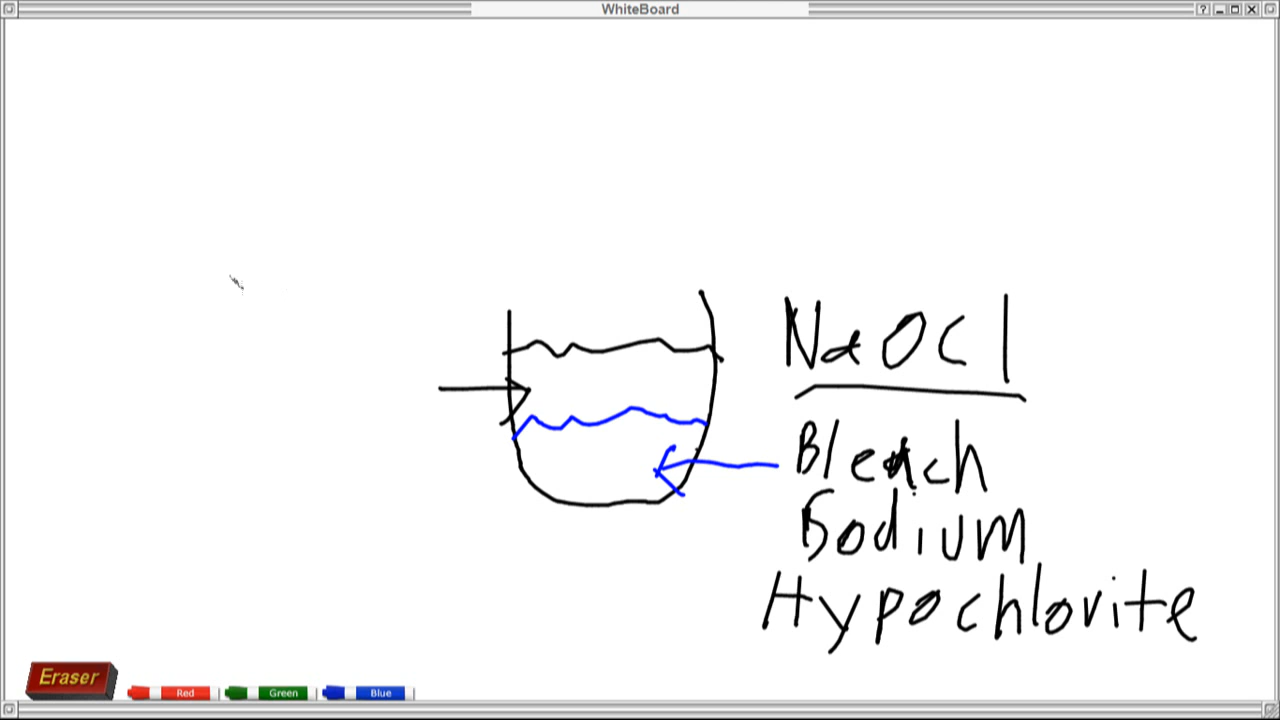 WhiteBoard
NaOCl
Bleach
Sodium
Hypochlorite
Eraser
Red
Green
Blue